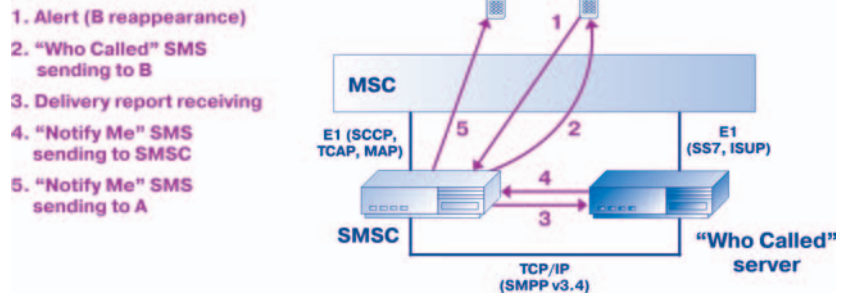 1. Alert (B reappearance)
2. “Who Called” SMS
sending to B
3. Delivery report receiving
4. “Notify Me” SMS
sending to SMSC
5. “Notify Me” SMS
sending to A
1
MSC
5
2
E1 (SCCP,
TCAP, MAP)
E1
(SS7, ISUP)
4
3
SMSC
“Who Called”
server
TCP/IP
(SMPP v3.4)